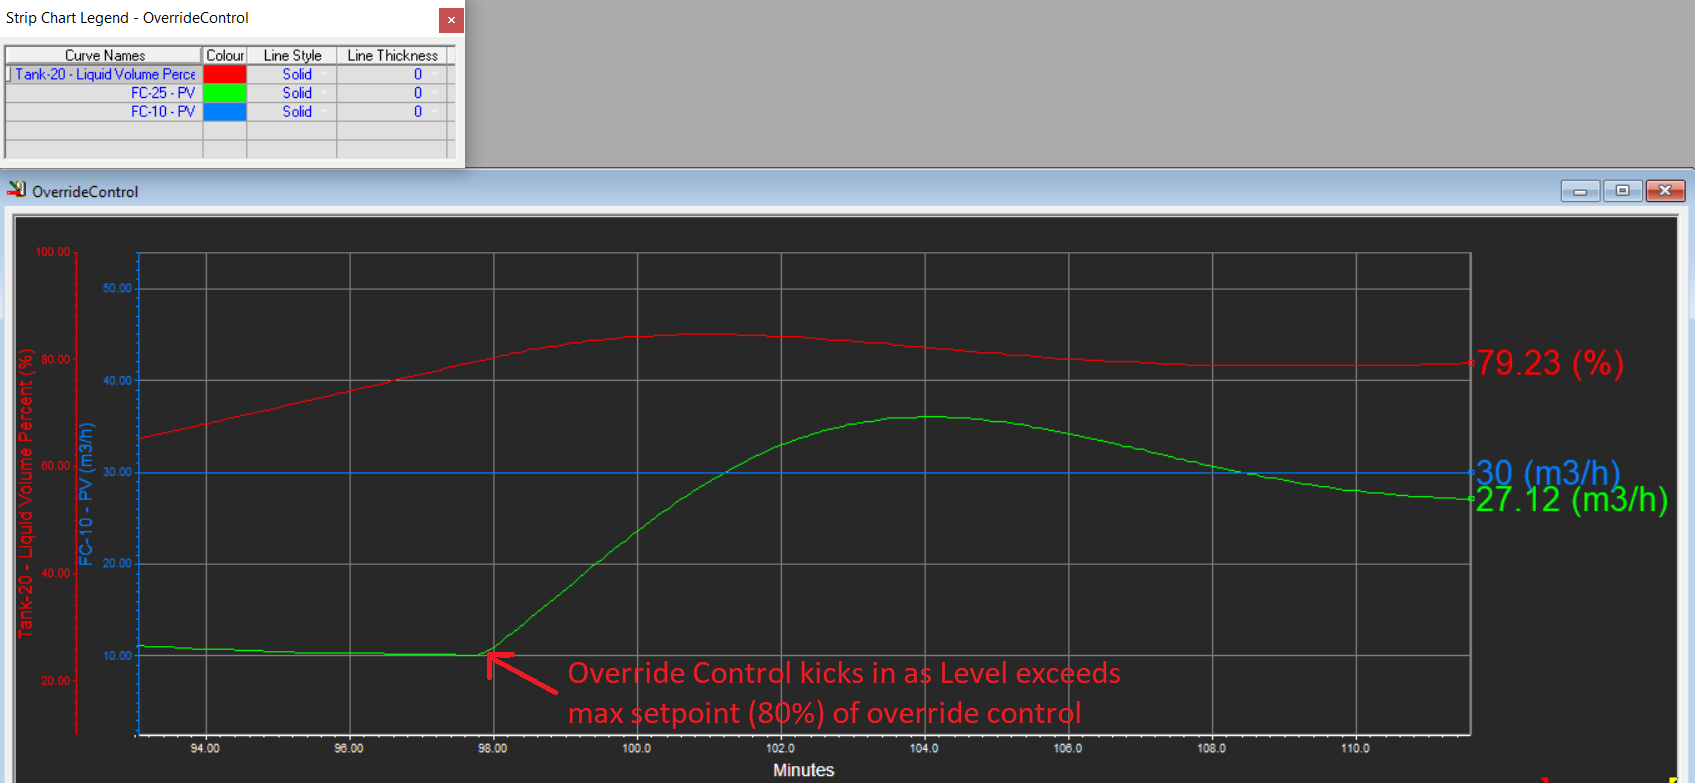 Strip Chart Legend - OverrideControl
Curve Names Colour Line Style Line Thickness
Tank-20 - Liquid Volume Perce Solid 0
FC-25 - PV Solid 0
FC-10 - PV Solid 0
OverrideControl
Tank-20 - Liquid Volume Percent (%)
100.00
80.00
60.00
40.00
20.00
FC-10 - PV (m3/h)
50.00
40.00
30.00
20.00
10.00
79.23 (%)
30 (m3/h)
27.12 (m3/h)
Override Control kicks in as Level exceeds
max setpoint (80%) of override control
94.00 96.00 98.00 100.0 102.0 104.0 106.0 108.0 110.0
Minutes